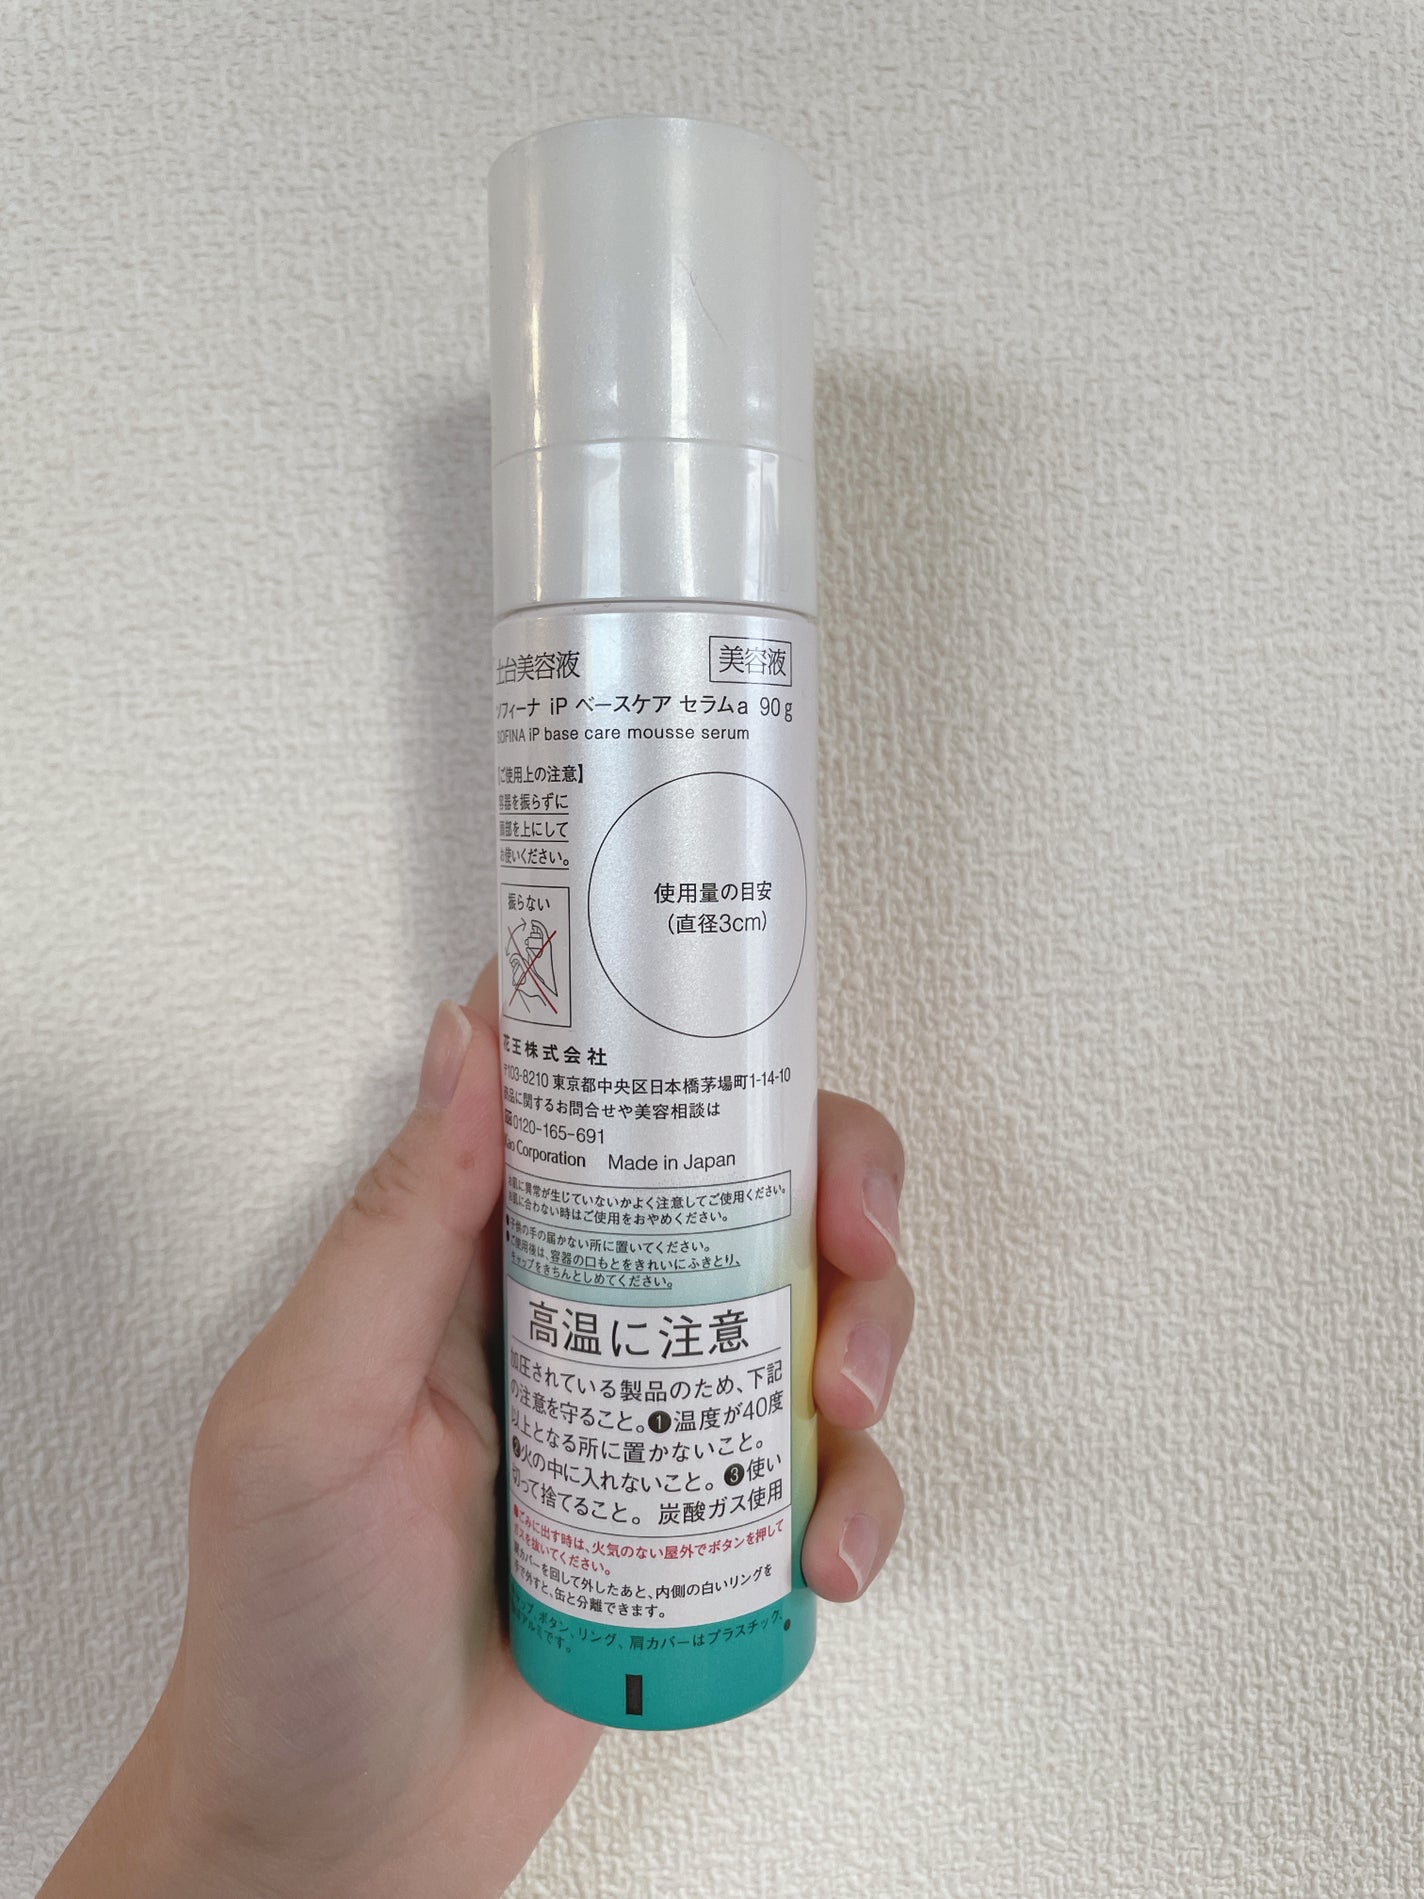 土台美容液
美容液
ソフィーナ iP ベースケア セラムa 90g
SOFINA iP base care mousse serum
【ご使用上の注意】
容器を振らずに
頭部を上にして
お使いください。
振らない
使用量の目安
(直径3cm)
花王株式会社
〒103-8210 東京都中央区日本橋茅場町1-14-10
商品に関するお問合せや美容相談は
0120-165-691
Kao Corporation Made in Japan
お肌に異常が生じていないかよく注意してご使用ください。
お肌に合わない時はご使用をおやめください。
●子供の手の届かない所に置いてください。
●ご使用後は、容器の口もとをきれいにふきとり、
キャップをきちんとしめてください。
高温に注意
加圧されている製品のため、下記
の注意を守ること。❶温度が40度
以上となる所に置かないこと。
❷火の中に入れないこと。❸使い
切って捨てること。炭酸ガス使用
●ごみに出す時は、火気のない屋外でボタンを押して
ガスを抜いてください。
肩カバーを回して外したあと、内側の白いリングを
手で外すと、缶と分離できます。
キャップ、ボタン、リング、肩カバーはプラスチック、
アルミです。